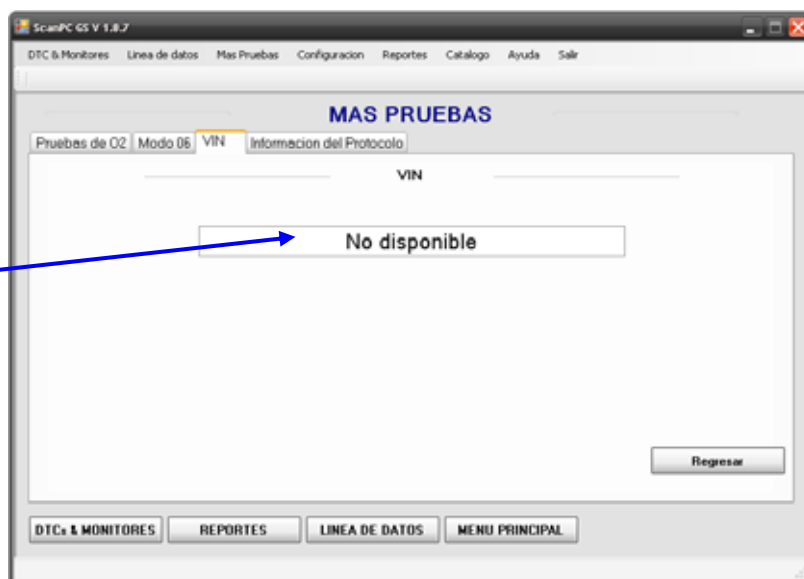 ScanPC GS V 1.0.7
DTC & Monitores Linea de datos Mas Pruebas Configuracion Reportes Catalogo Ayuda Salir
MAS PRUEBAS
Pruebas de O2 Modo 06 VIN Informacion del Protocolo
VIN
No disponible
Regresar
DTCs & MONITORES REPORTES LINEA DE DATOS MENU PRINCIPAL